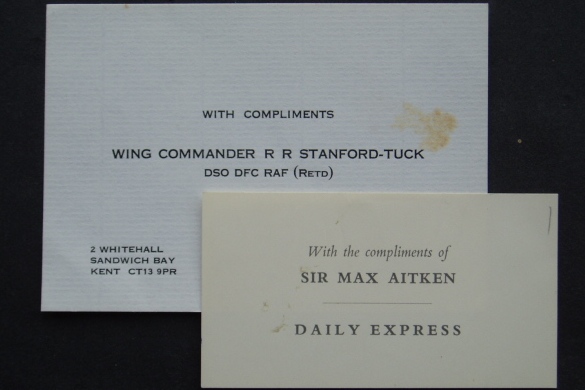 WITH COMPLIMENTS
WING COMMANDER R R STANFORD-TUCK
DSO DFC RAF (RETD)
2 WHITEHALL
SANDWICH BAY
KENT CT13 9PR
With the compliments of
SIR MAX AITKEN
DAILY EXPRESS